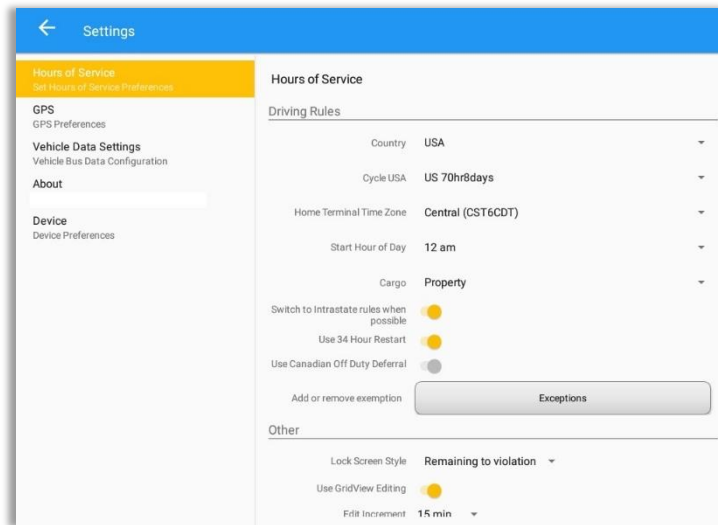 Settings
Hours of Service
Set Hours of Service Preferences
GPS
GPS Preferences
Vehicle Data Settings
Vehicle Bus Data Configuration
About
Device
Device Preferences
Hours of Service
Driving Rules
Country USA
Cycle USA US 70hr8days
Home Terminal Time Zone Central (CST6CDT)
Start Hour of Day 12 am
Cargo Property
Switch to Intrastate rules when
possible
Use 34 Hour Restart
Use Canadian Off Duty Deferral
Add or remove exemption Exceptions
Other
Lock Screen Style Remaining to violation
Use GridView Editing
Edit Increment 15 min